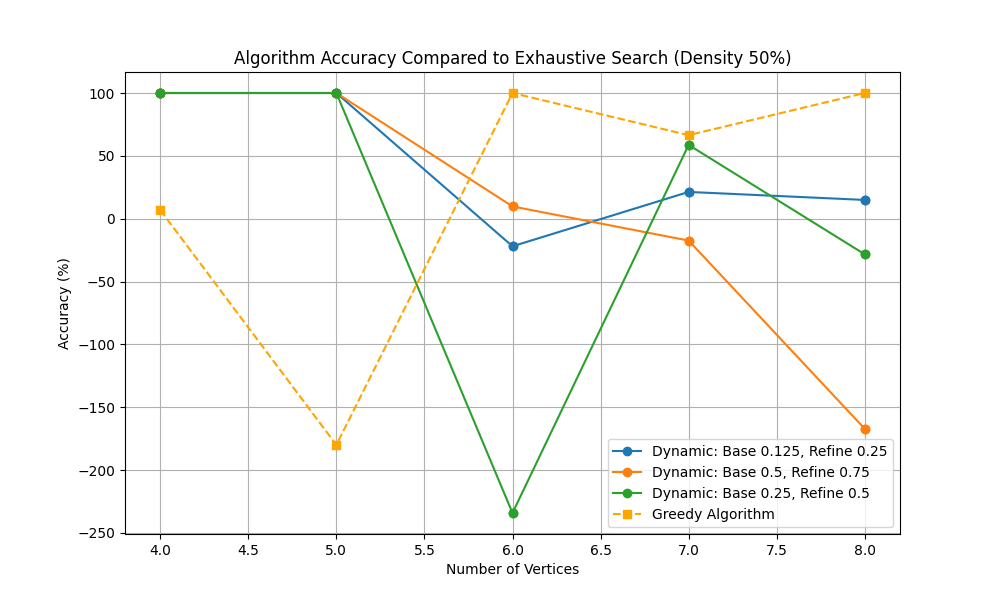 Algorithm Accuracy Compared to Exhaustive Search (Density 50%)
Accuracy (%)
100
50
0
−50
−100
−150
−200
−250
4.0 4.5 5.0 5.5 6.0 6.5 7.0 7.5 8.0
Number of Vertices
Dynamic: Base 0.125, Refine 0.25
Dynamic: Base 0.5, Refine 0.75
Dynamic: Base 0.25, Refine 0.5
Greedy Algorithm